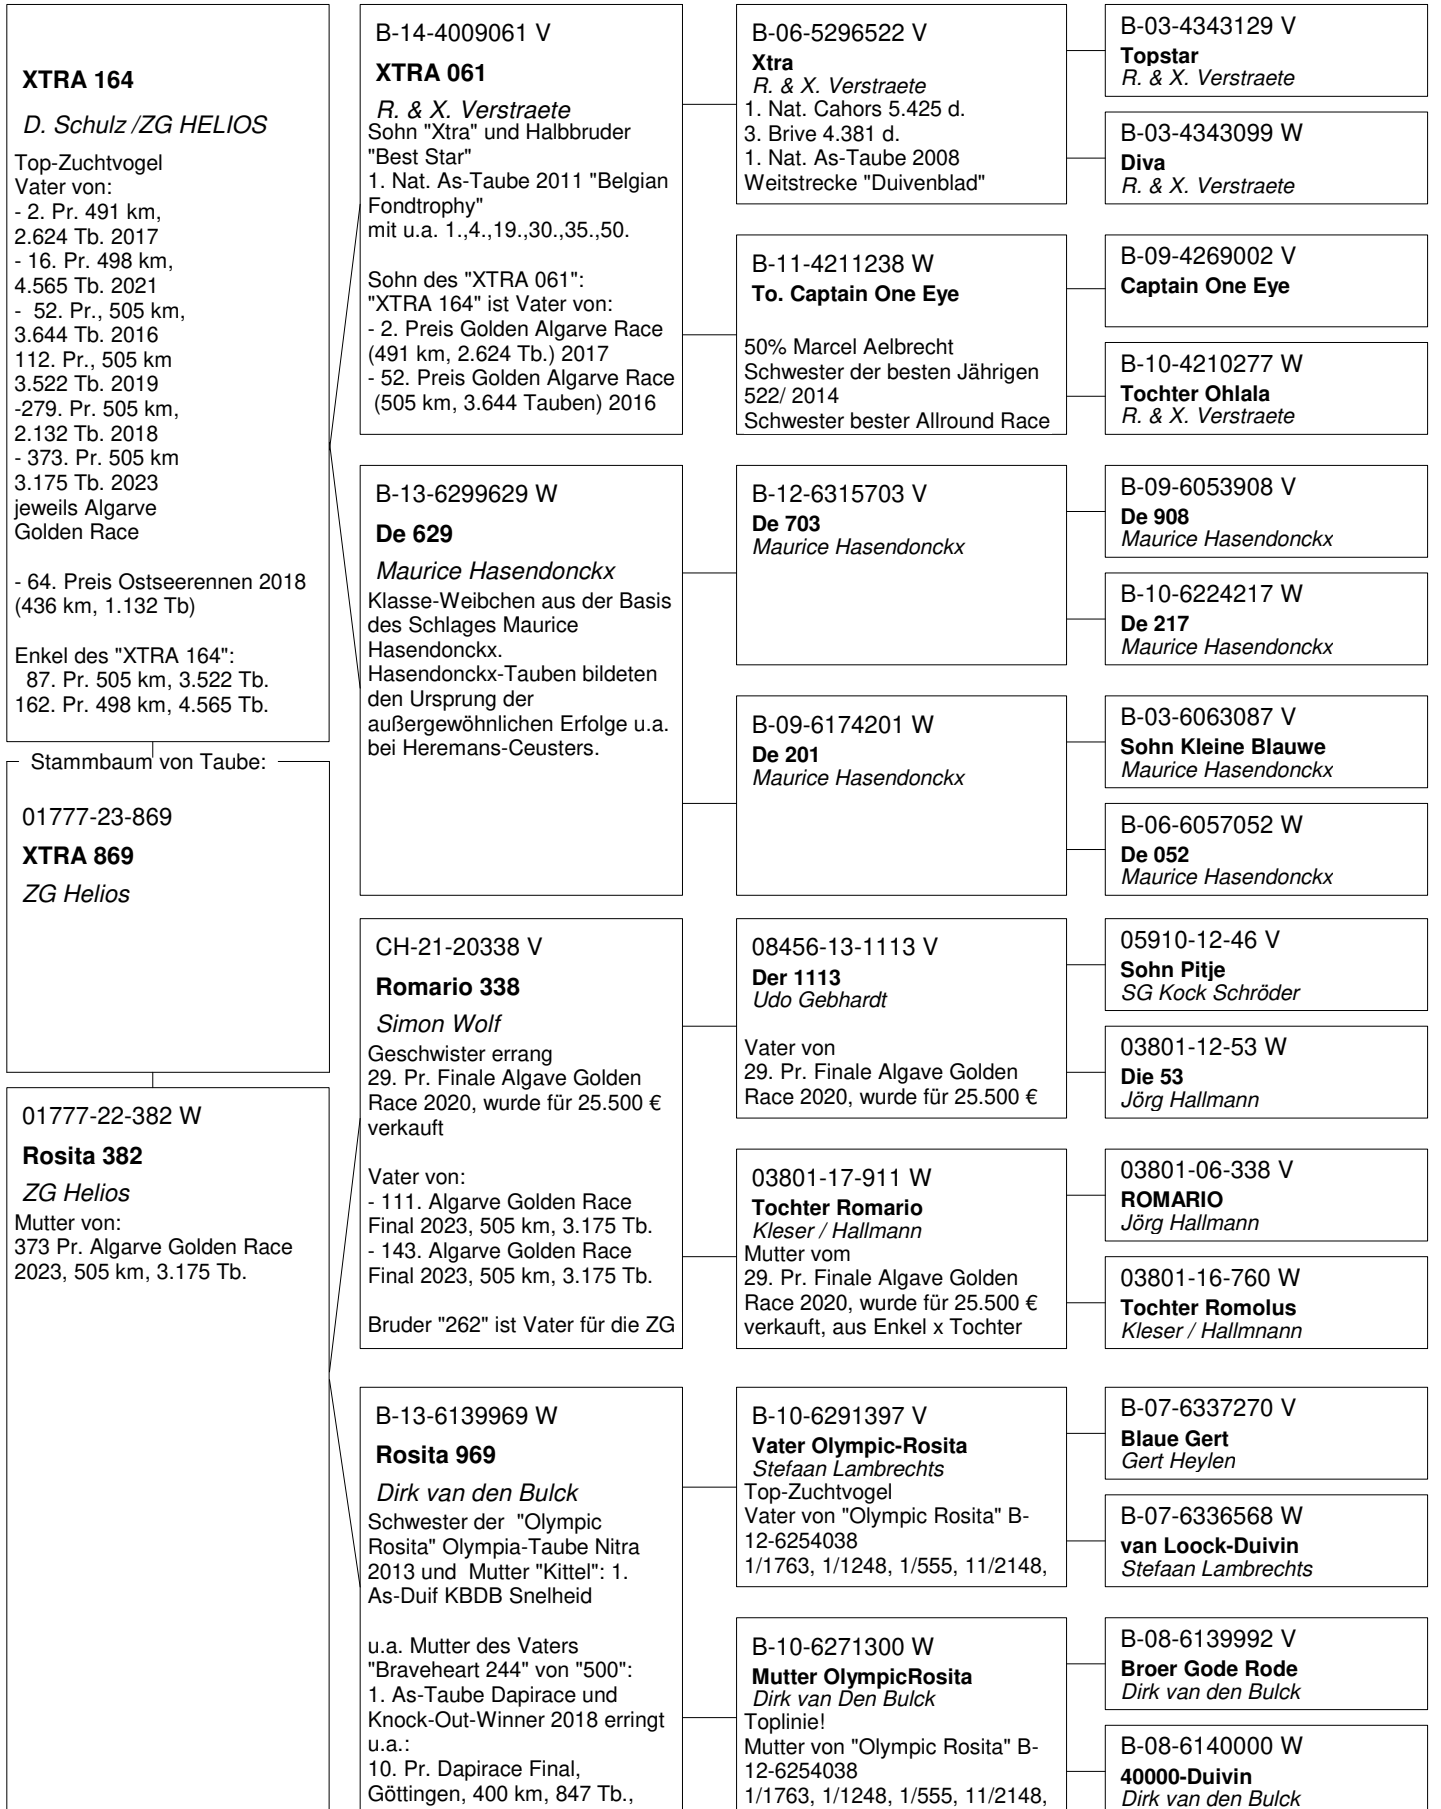 XTRA 164
D. Schulz /ZG HELIOS
Top-Zuchtvogel
Vater von:
- 2. Pr. 491 km,
2.624 Tb. 2017
- 16. Pr. 498 km,
4.565 Tb. 2021
-  52. Pr., 505 km,
3.644 Tb. 2016
112. Pr., 505 km
3.522 Tb. 2019
-279. Pr. 505 km,
2.132 Tb. 2018
- 373. Pr. 505 km
3.175 Tb. 2023
jeweils Algarve
Golden Race
- 64. Preis Ostseerennen 2018
(436 km, 1.132 Tb)
Enkel des "XTRA 164":
87. Pr. 505 km, 3.522 Tb.
162. Pr. 498 km, 4.565 Tb.
Stammbaum von Taube:
01777-23-869
XTRA 869
ZG Helios
01777-22-382 W
Rosita 382
ZG Helios
Mutter von:
373 Pr. Algarve Golden Race
2023, 505 km, 3.175 Tb.
B-14-4009061 V
XTRA 061
R. & X. Verstraete
Sohn "Xtra" und Halbbruder
"Best Star"
1. Nat. As-Taube 2011 "Belgian
Fondtrophy"
mit u.a. 1.,4.,19.,30.,35.,50.
Sohn des "XTRA 061":
"XTRA 164" ist Vater von:
- 2. Preis Golden Algarve Race
(491 km, 2.624 Tb.) 2017
- 52. Preis Golden Algarve Race
(505 km, 3.644 Tauben) 2016
B-13-6299629 W
De 629
Maurice Hasendonckx
Klasse-Weibchen aus der Basis
des Schlages Maurice
Hasendonckx.
Hasendonckx-Tauben bildeten
den Ursprung der
außergewöhnlichen Erfolge u.a.
bei Heremans-Ceusters.
CH-21-20338 V
Romario 338
Simon Wolf
Geschwister errang
29. Pr. Finale Algave Golden
Race 2020, wurde für 25.500 €
verkauft
Vater von:
- 111. Algarve Golden Race
Final 2023, 505 km, 3.175 Tb.
- 143. Algarve Golden Race
Final 2023, 505 km, 3.175 Tb.
Bruder "262" ist Vater für die ZG
B-13-6139969 W
Rosita 969
Dirk van den Bulck
Schwester der  "Olympic
Rosita" Olympia-Taube Nitra
2013 und  Mutter "Kittel": 1.
As-Duif KBDB Snelheid
u.a. Mutter des Vaters
"Braveheart 244" von "500":
1. As-Taube Dapirace und
Knock-Out-Winner 2018 erringt
u.a.:
10. Pr. Dapirace Final,
Göttingen, 400 km, 847 Tb.,
B-06-5296522 V
Xtra
R. & X. Verstraete
1. Nat. Cahors 5.425 d.
3. Brive 4.381 d.
1. Nat. As-Taube 2008
Weitstrecke "Duivenblad"
B-11-4211238 W
To. Captain One Eye
50% Marcel Aelbrecht
Schwester der besten Jährigen
522/ 2014
Schwester bester Allround Race
B-12-6315703 V
De 703
Maurice Hasendonckx
B-09-6174201 W
De 201
Maurice Hasendonckx
08456-13-1113 V
Der 1113
Udo Gebhardt
Vater von
29. Pr. Finale Algave Golden
Race 2020, wurde für 25.500 €
03801-17-911 W
Tochter Romario
Kleser / Hallmann
Mutter vom
29. Pr. Finale Algave Golden
Race 2020, wurde für 25.500 €
verkauft, aus Enkel x Tochter
B-10-6291397 V
Vater Olympic-Rosita
Stefaan Lambrechts
Top-Zuchtvogel
Vater von "Olympic Rosita" B-
12-6254038
1/1763, 1/1248, 1/555, 11/2148,
B-10-6271300 W
Mutter OlympicRosita
Dirk van Den Bulck
Toplinie!
Mutter von "Olympic Rosita" B-
12-6254038
1/1763, 1/1248, 1/555, 11/2148,
B-03-4343129 V
Topstar
R. & X. Verstraete
B-03-4343099 W
Diva
R. & X. Verstraete
B-09-4269002 V
Captain One Eye
B-10-4210277 W
Tochter Ohlala
R. & X. Verstraete
B-09-6053908 V
De 908
Maurice Hasendonckx
B-10-6224217 W
De 217
Maurice Hasendonckx
B-03-6063087 V
Sohn Kleine Blauwe
Maurice Hasendonckx
B-06-6057052 W
De 052
Maurice Hasendonckx
05910-12-46 V
Sohn Pitje
SG Kock Schröder
03801-12-53 W
Die 53
Jörg Hallmann
03801-06-338 V
ROMARIO
Jörg Hallmann
03801-16-760 W
Tochter Romolus
Kleser / Hallmnann
B-07-6337270 V
Blaue Gert
Gert Heylen
B-07-6336568 W
van Loock-Duivin
Stefaan Lambrechts
B-08-6139992 V
Broer Gode Rode
Dirk van den Bulck
B-08-6140000 W
40000-Duivin
Dirk van den Bulck